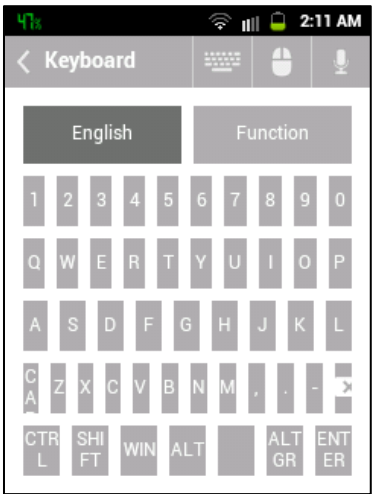 47% 2:11 AM
Keyboard
English Function
1 2 3 4 5 6 7 8 9 0
Q W E R T Y U I O P
A S D F G H J K L
CA Z X C V B N M , . -
CTRL SHIFT WIN ALT ALT GR ENTER